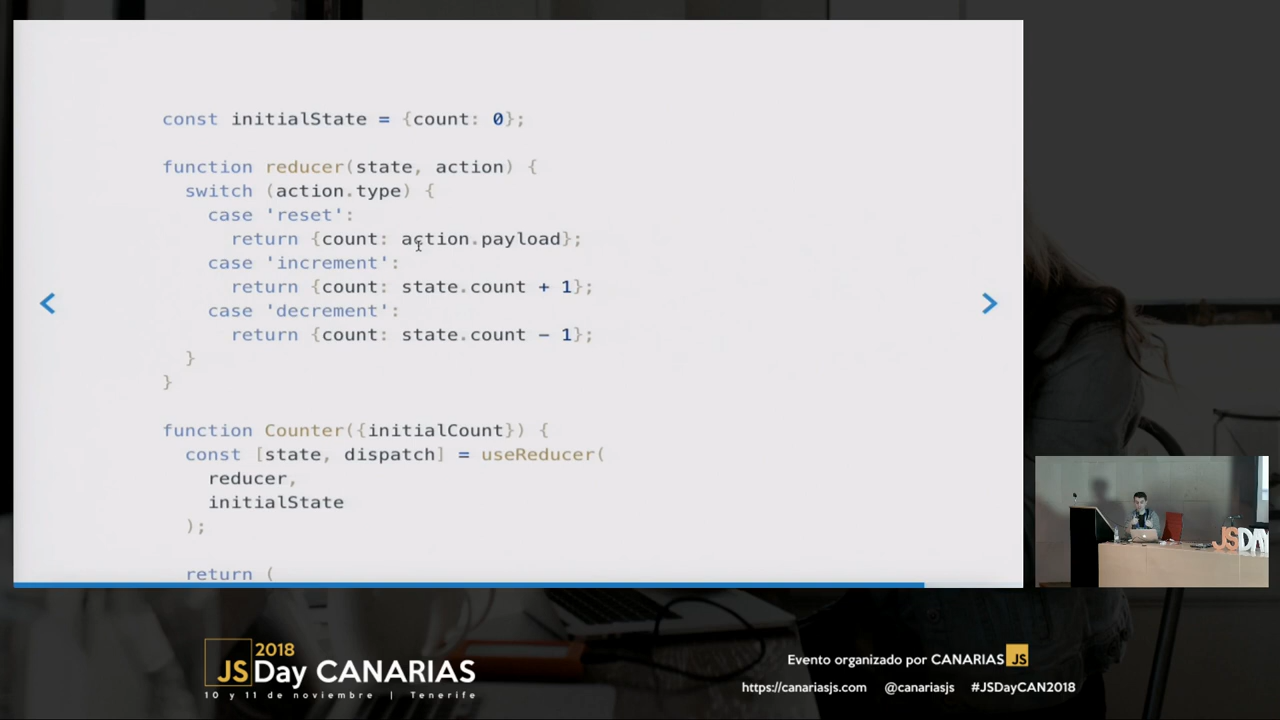 const initialState = {count: 0};
function reducer(state, action) {
switch (action.type) {
case 'reset':
return {count: action.payload};
case 'increment':
return {count: state.count + 1};
case 'decrement':
return {count: state.count - 1};
}
}
function Counter({initialCount}) {
const [state, dispatch] = useReducer(
reducer,
initialState
);
return (
JSDAY
2018
JSDay CANARIAS
10 y 11 de noviembre | Tenerife
Evento organizado por CANARIAS JS
https://canariasjs.com @canariasjs #JSDayCAN2018